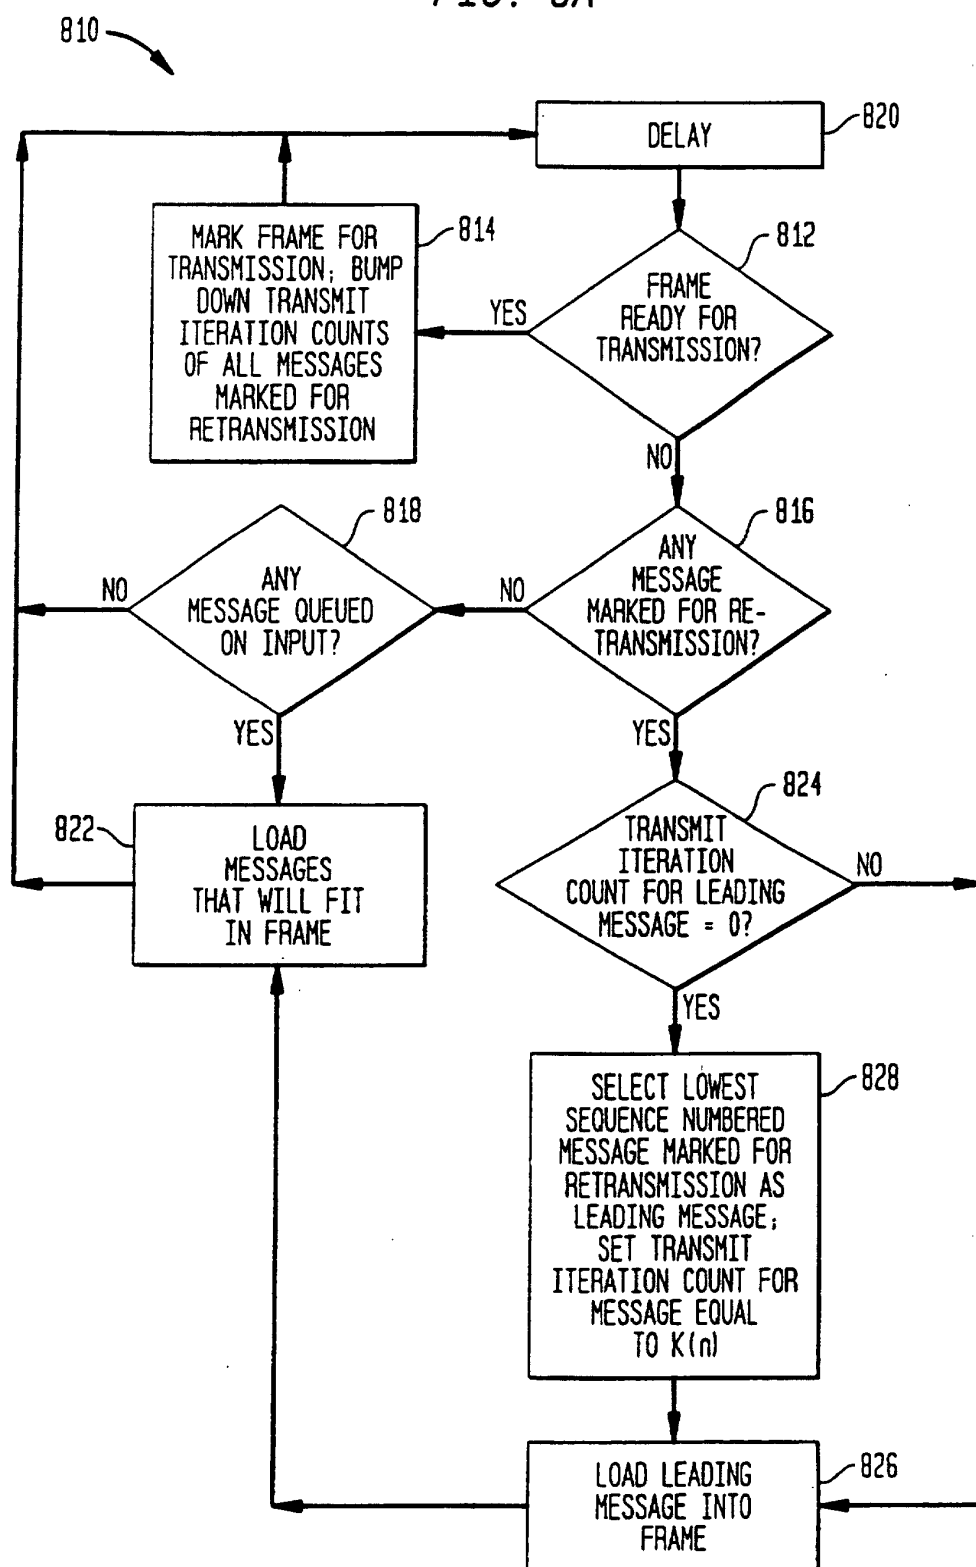 810
DELAY
820
MARK FRAME FOR
TRANSMISSION; BUMP
DOWN TRANSMIT
ITERATION COUNTS
OF ALL MESSAGES
MARKED FOR
RETRANSMISSION
814
YES
FRAME
READY FOR
TRANSMISSION?
812
NO
818
NO
ANY
MESSAGE QUEUED
ON INPUT?
YES
NO
ANY
MESSAGE
MARKED FOR RE-
TRANSMISSION?
816
YES
822
LOAD
MESSAGES
THAT WILL FIT
IN FRAME
TRANSMIT
ITERATION
COUNT FOR LEADING
MESSAGE = 0?
824
NO
YES
SELECT LOWEST
SEQUENCE NUMBERED
MESSAGE MARKED FOR
RETRANSMISSION AS
LEADING MESSAGE;
SET TRANSMIT
ITERATION COUNT FOR
MESSAGE EQUAL
TO K(n)
828
LOAD LEADING
MESSAGE INTO
FRAME
826